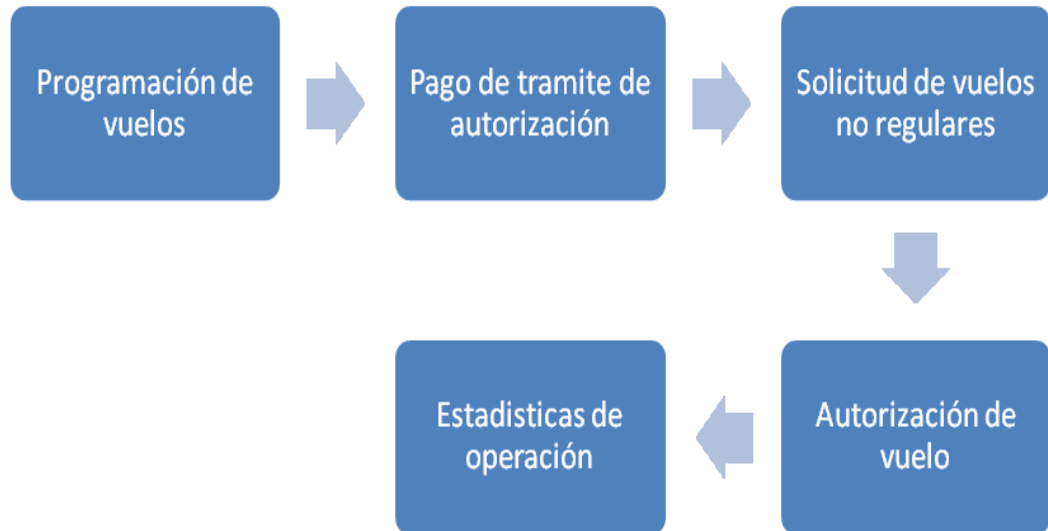 Programación de
vuelos
Pago de tramite de
autorización
Solicitud de vuelos
no regulares
Autorización de
vuelo
Estadisticas de
operación